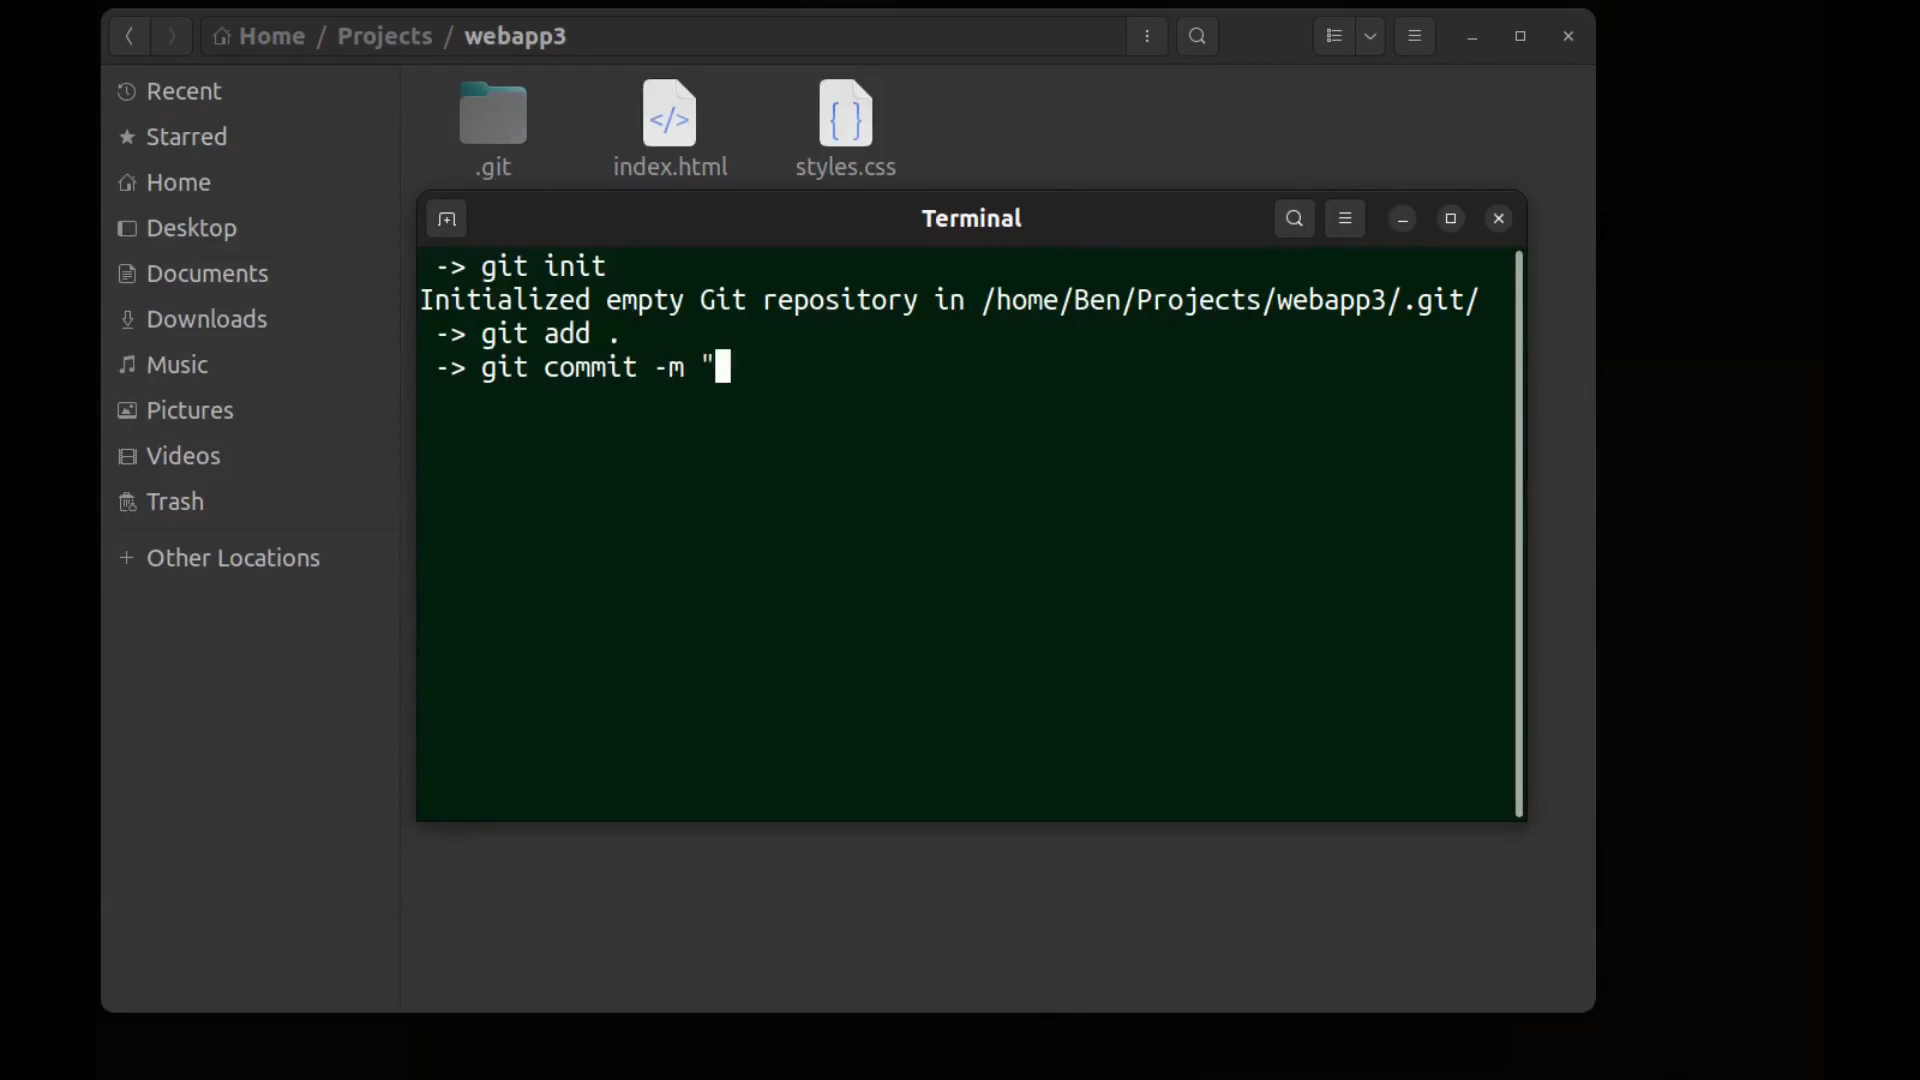 Home / Projects / webapp3
Recent
Starred
Home
Desktop
Documents
Downloads
Music
Pictures
Videos
Trash
+ Other Locations
.git
index.html
styles.css
Terminal
-> git init
Initialized empty Git repository in /home/Ben/Projects/webapp3/.git/
-> git add .
-> git commit -m "